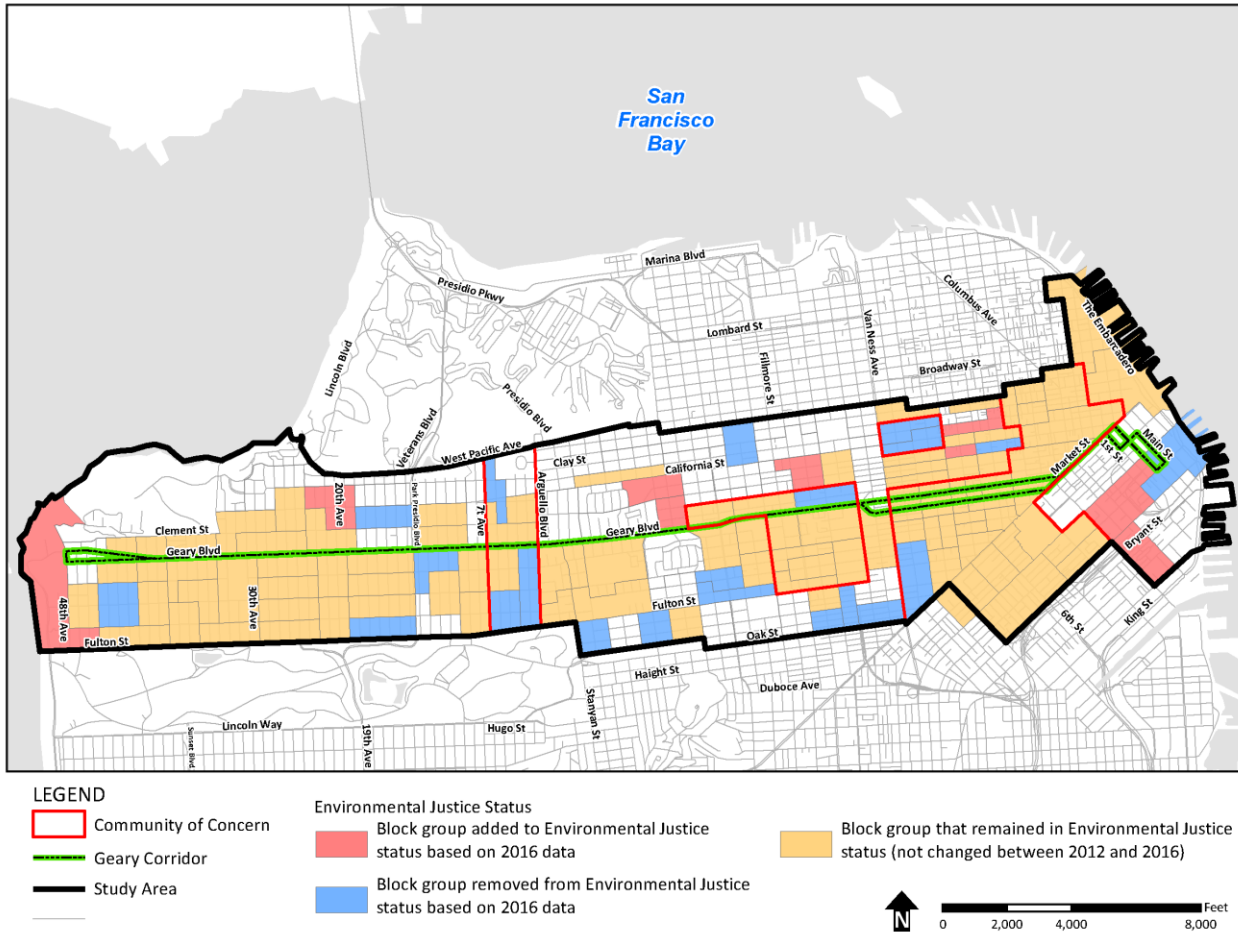 San
Francisco
Bay
Marina Blvd
Presidio Pkwy
Columbus Ave
The Embarcadero
Lombard St
Van Ness Ave
Fillmore St
Broadway St
Lincoln Blvd
Presidio Blvd
Veterans Blvd
West Pacific Ave
Clay St
California St
Market St
Main St
1st St
Arguello Blvd
7t Ave
Park Presidio Blvd
20th Ave
Clement St
Geary Blvd
Geary Blvd
Bryant St
48th Ave
30th Ave
Fulton St
Fulton St
6th St
King St
Oak St
Haight St
Duboce Ave
Stanyan St
Lincoln Way
Hugo St
Sunset Blvd
19th Ave
LEGEND
Community of Concern
Geary Corridor
Study Area
Environmental Justice Status
Block group added to Environmental Justice
status based on 2016 data
Block group removed from Environmental Justice
status based on 2016 data
Block group that remained in Environmental Justice
status (not changed between 2012 and 2016)
N
Feet
0 2,000 4,000 8,000